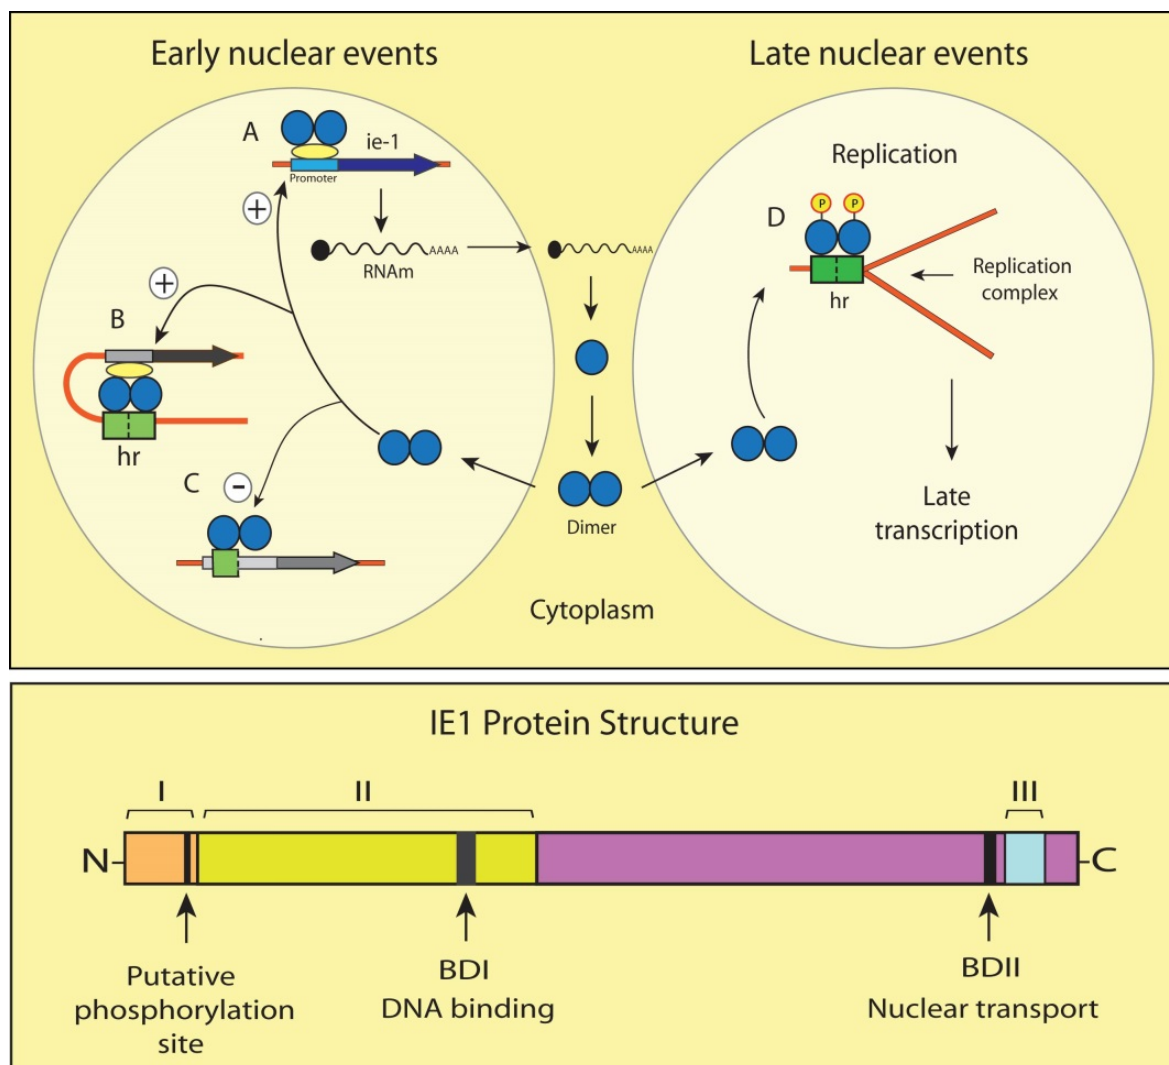 Early nuclear events
Late nuclear events
A
ie-1
Promoter
+
AAAA
RNAm
AAAA
+
B
hr
C
-
Dimer
Cytoplasm
Replication
P P
D
hr
Replication
complex
Late
transcription
IE1 Protein Structure
I
II
III
N
C
Putative
phosphorylation
site
BDI
DNA binding
BDII
Nuclear transport